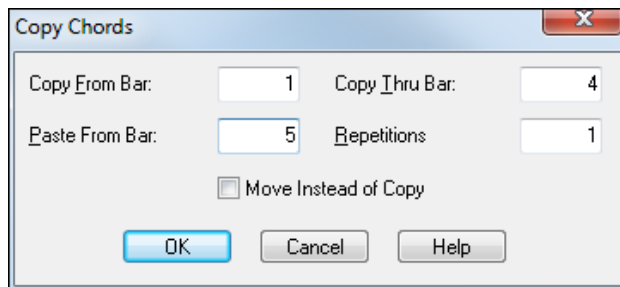 Copy Chords
x
Copy From Bar: 1 Copy Thru Bar: 4
Paste From Bar: 5 Repetitions 1
Move Instead of Copy
OK Cancel Help